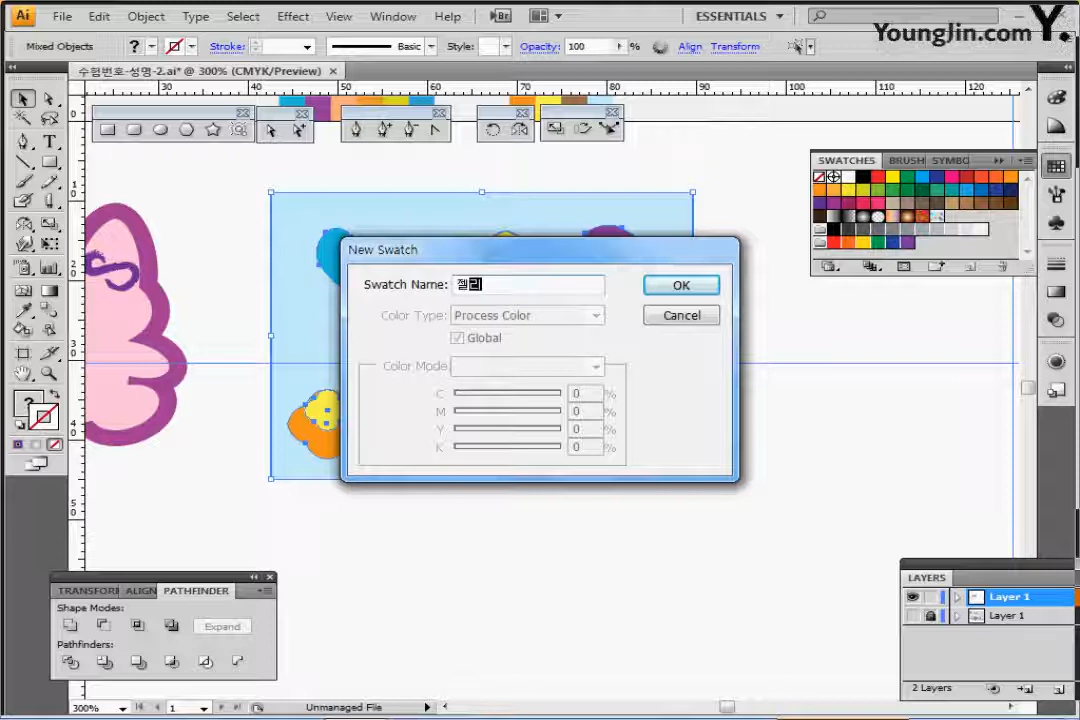 Ai File Edit Object Type Select Effect View Window Help Br ESSENTIALS
YoungJin.com Y.
Mixed Objects ? Stroke: Basic Style: Opacity: 100 % Align Transform
수험번호-성명-2.ai* @ 300% (CMYK/Preview) ×
30 40 50 60 70 80 90 100 110 120
SWATCHES BRUSH SYMBO
New Swatch
Swatch Name: 젤리 OK
Color Type: Process Color Cancel
Global
Color Mode
C 0 %
M 0 %
Y 0 %
K 0 %
TRANSFORM ALIGN PATHFINDER
Shape Modes:
Expand
Pathfinders:
LAYERS
Layer 1
Layer 1
2 Layers
300% 1 Unmanaged File